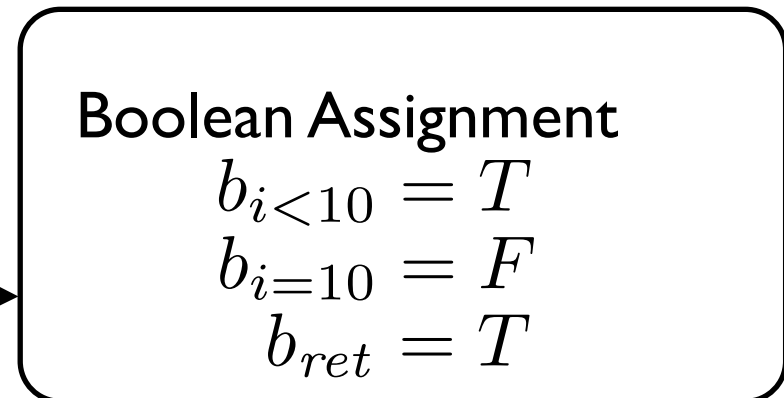 Boolean Assignment
b_{i<10} = T
b_{i=10} = F
b_{ret} = T